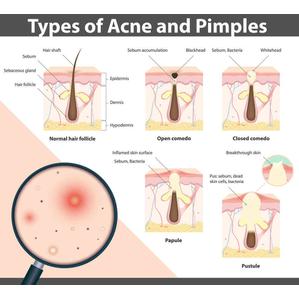 Types of Acne and Pimples
Hair shaft
Sebum
Sebaceous gland
Hair follicle
Epidermis
Dermis
Hypodermis
Normal hair follicle
Sebum accumulation
Blackhead
Open comedo
Sebum, Bacteria
Whitehead
Closed comedo
Inflamed skin surface
Sebum, Bacteria
Papule
Breakthrough skin
Pus: sebum, dead
skin cells, bacteria
Pustule